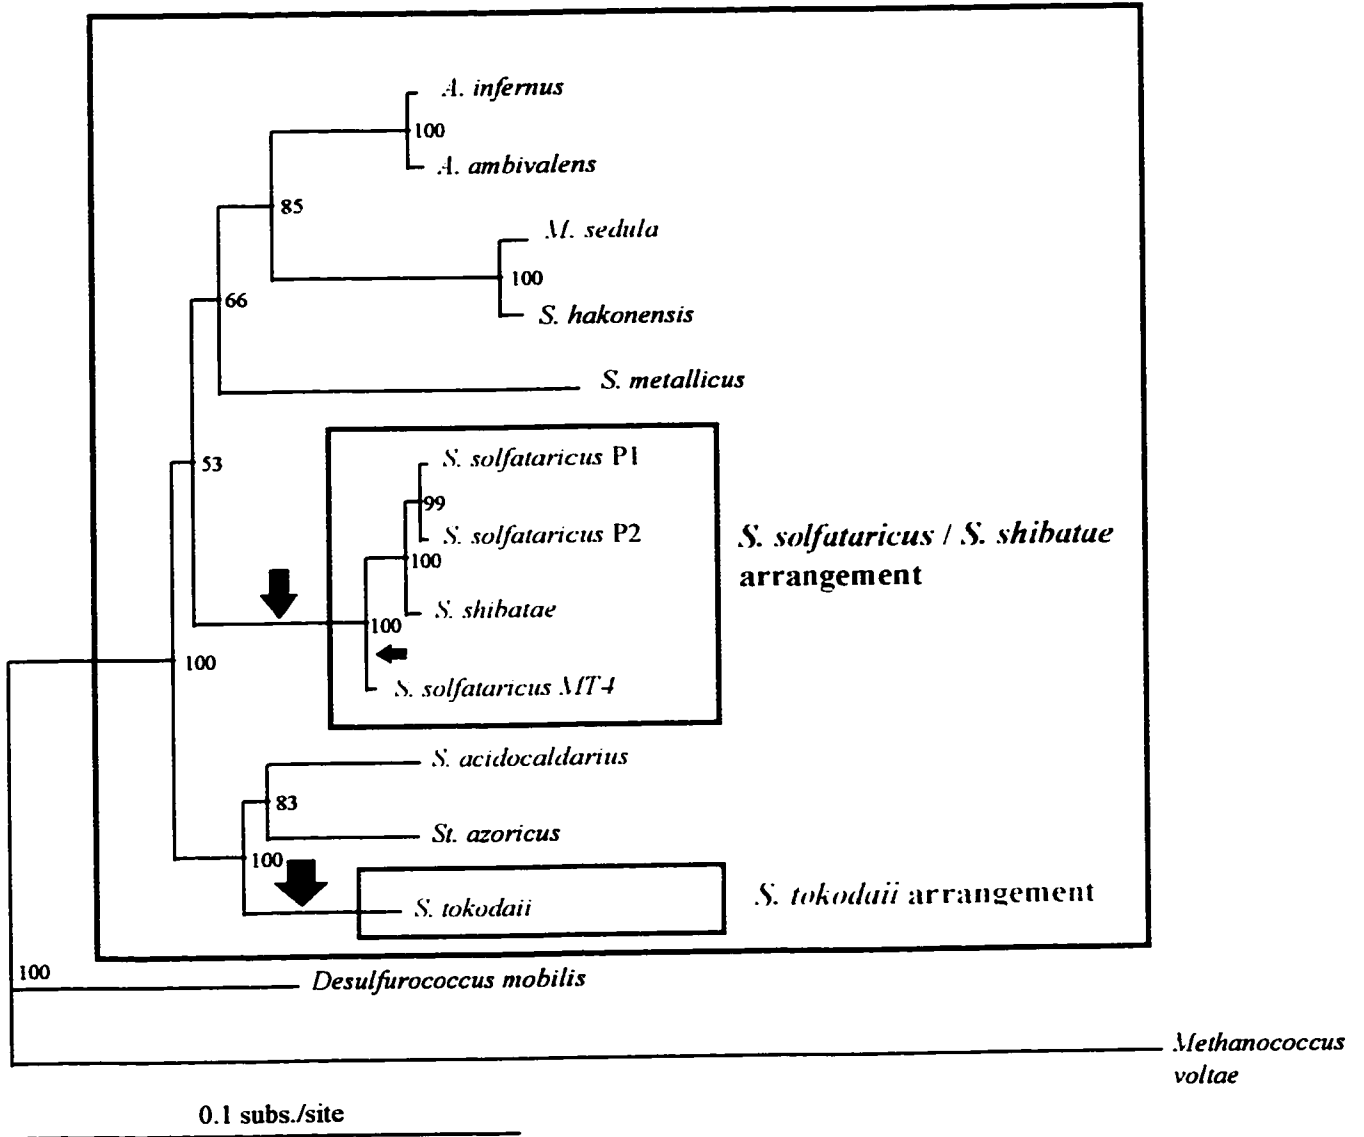 A. infernus
100
A. ambivalens
85
M. sedula
100
S. hakonensis
66
S. metallicus
53
S. solfataricus P1
99
S. solfataricus P2
100
S. shibatae
100
S. solfataricus MT4
S. solfataricus / S. shibatae
arrangement
100
S. acidocaldarius
83
St. azoricus
100
S. tokodaii
S. tokodaii arrangement
100
Desulfurococcus mobilis
Methanococcus
voltae
0.1 subs./site